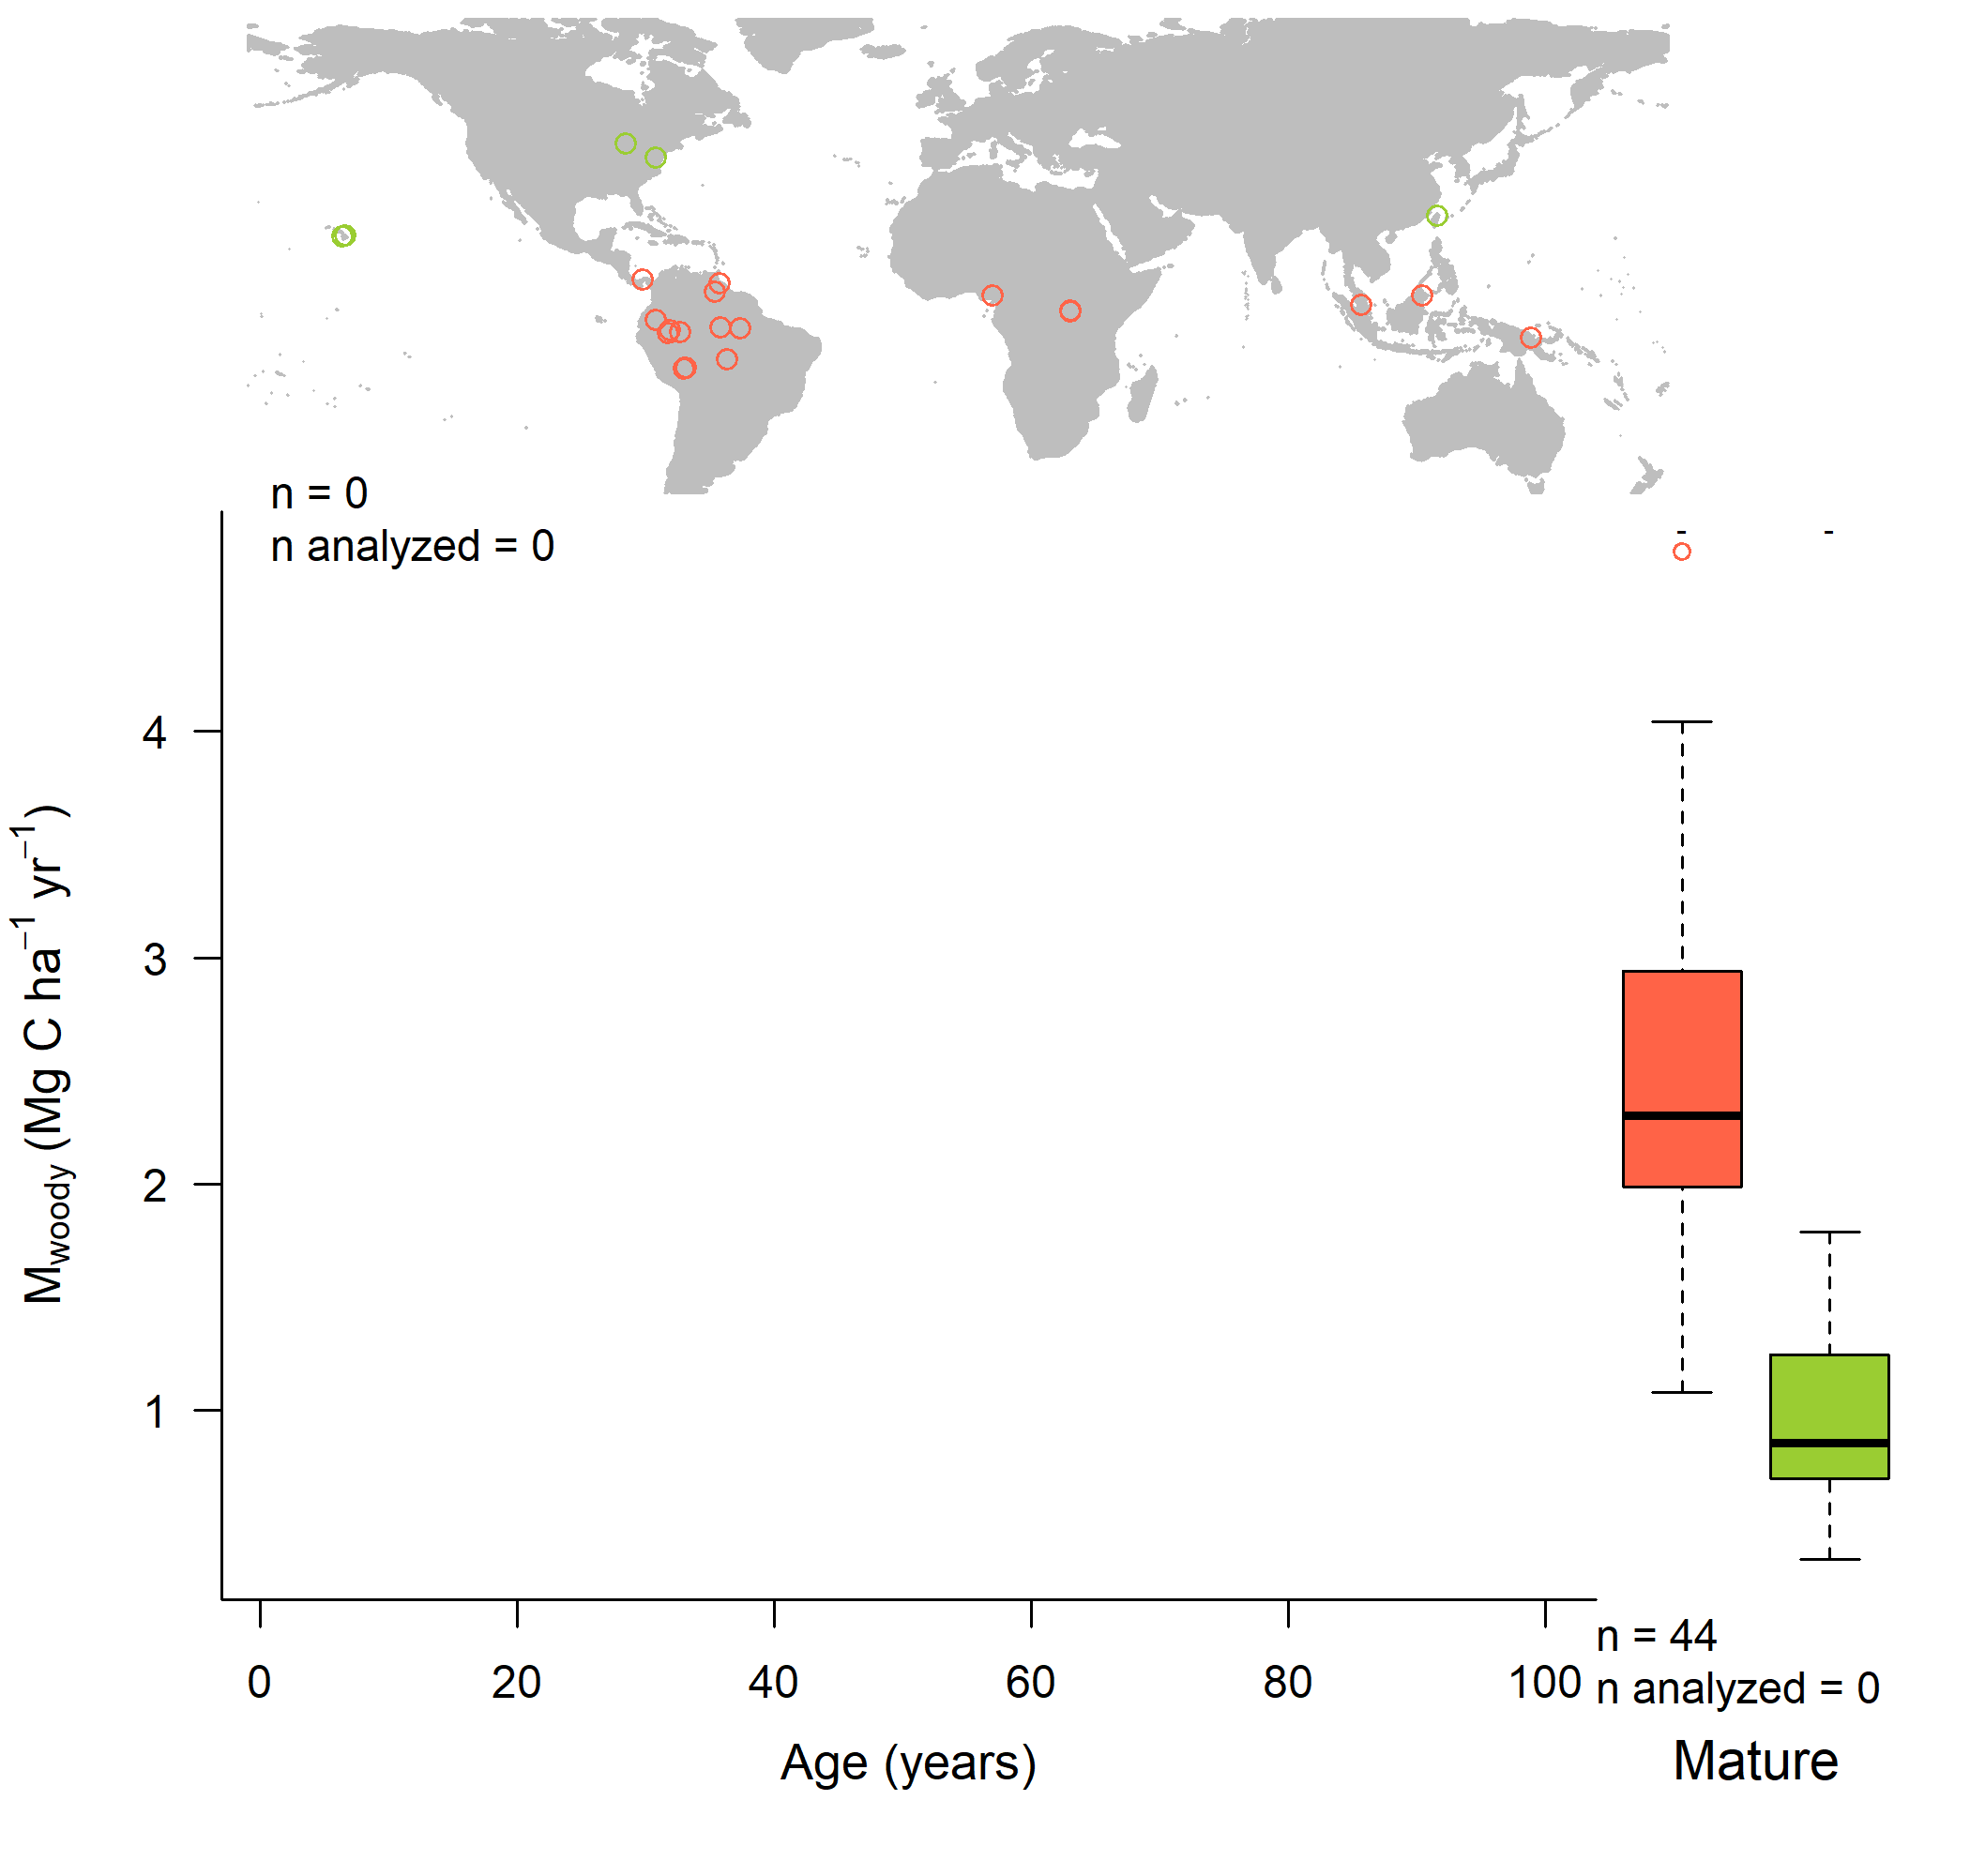 n = 0
n analyzed = 0
- -
4
3
2
1
M_woody (Mg C ha⁻¹ yr⁻¹)
0 20 40 60 80 100
n = 44
n analyzed = 0
Age (years)
Mature